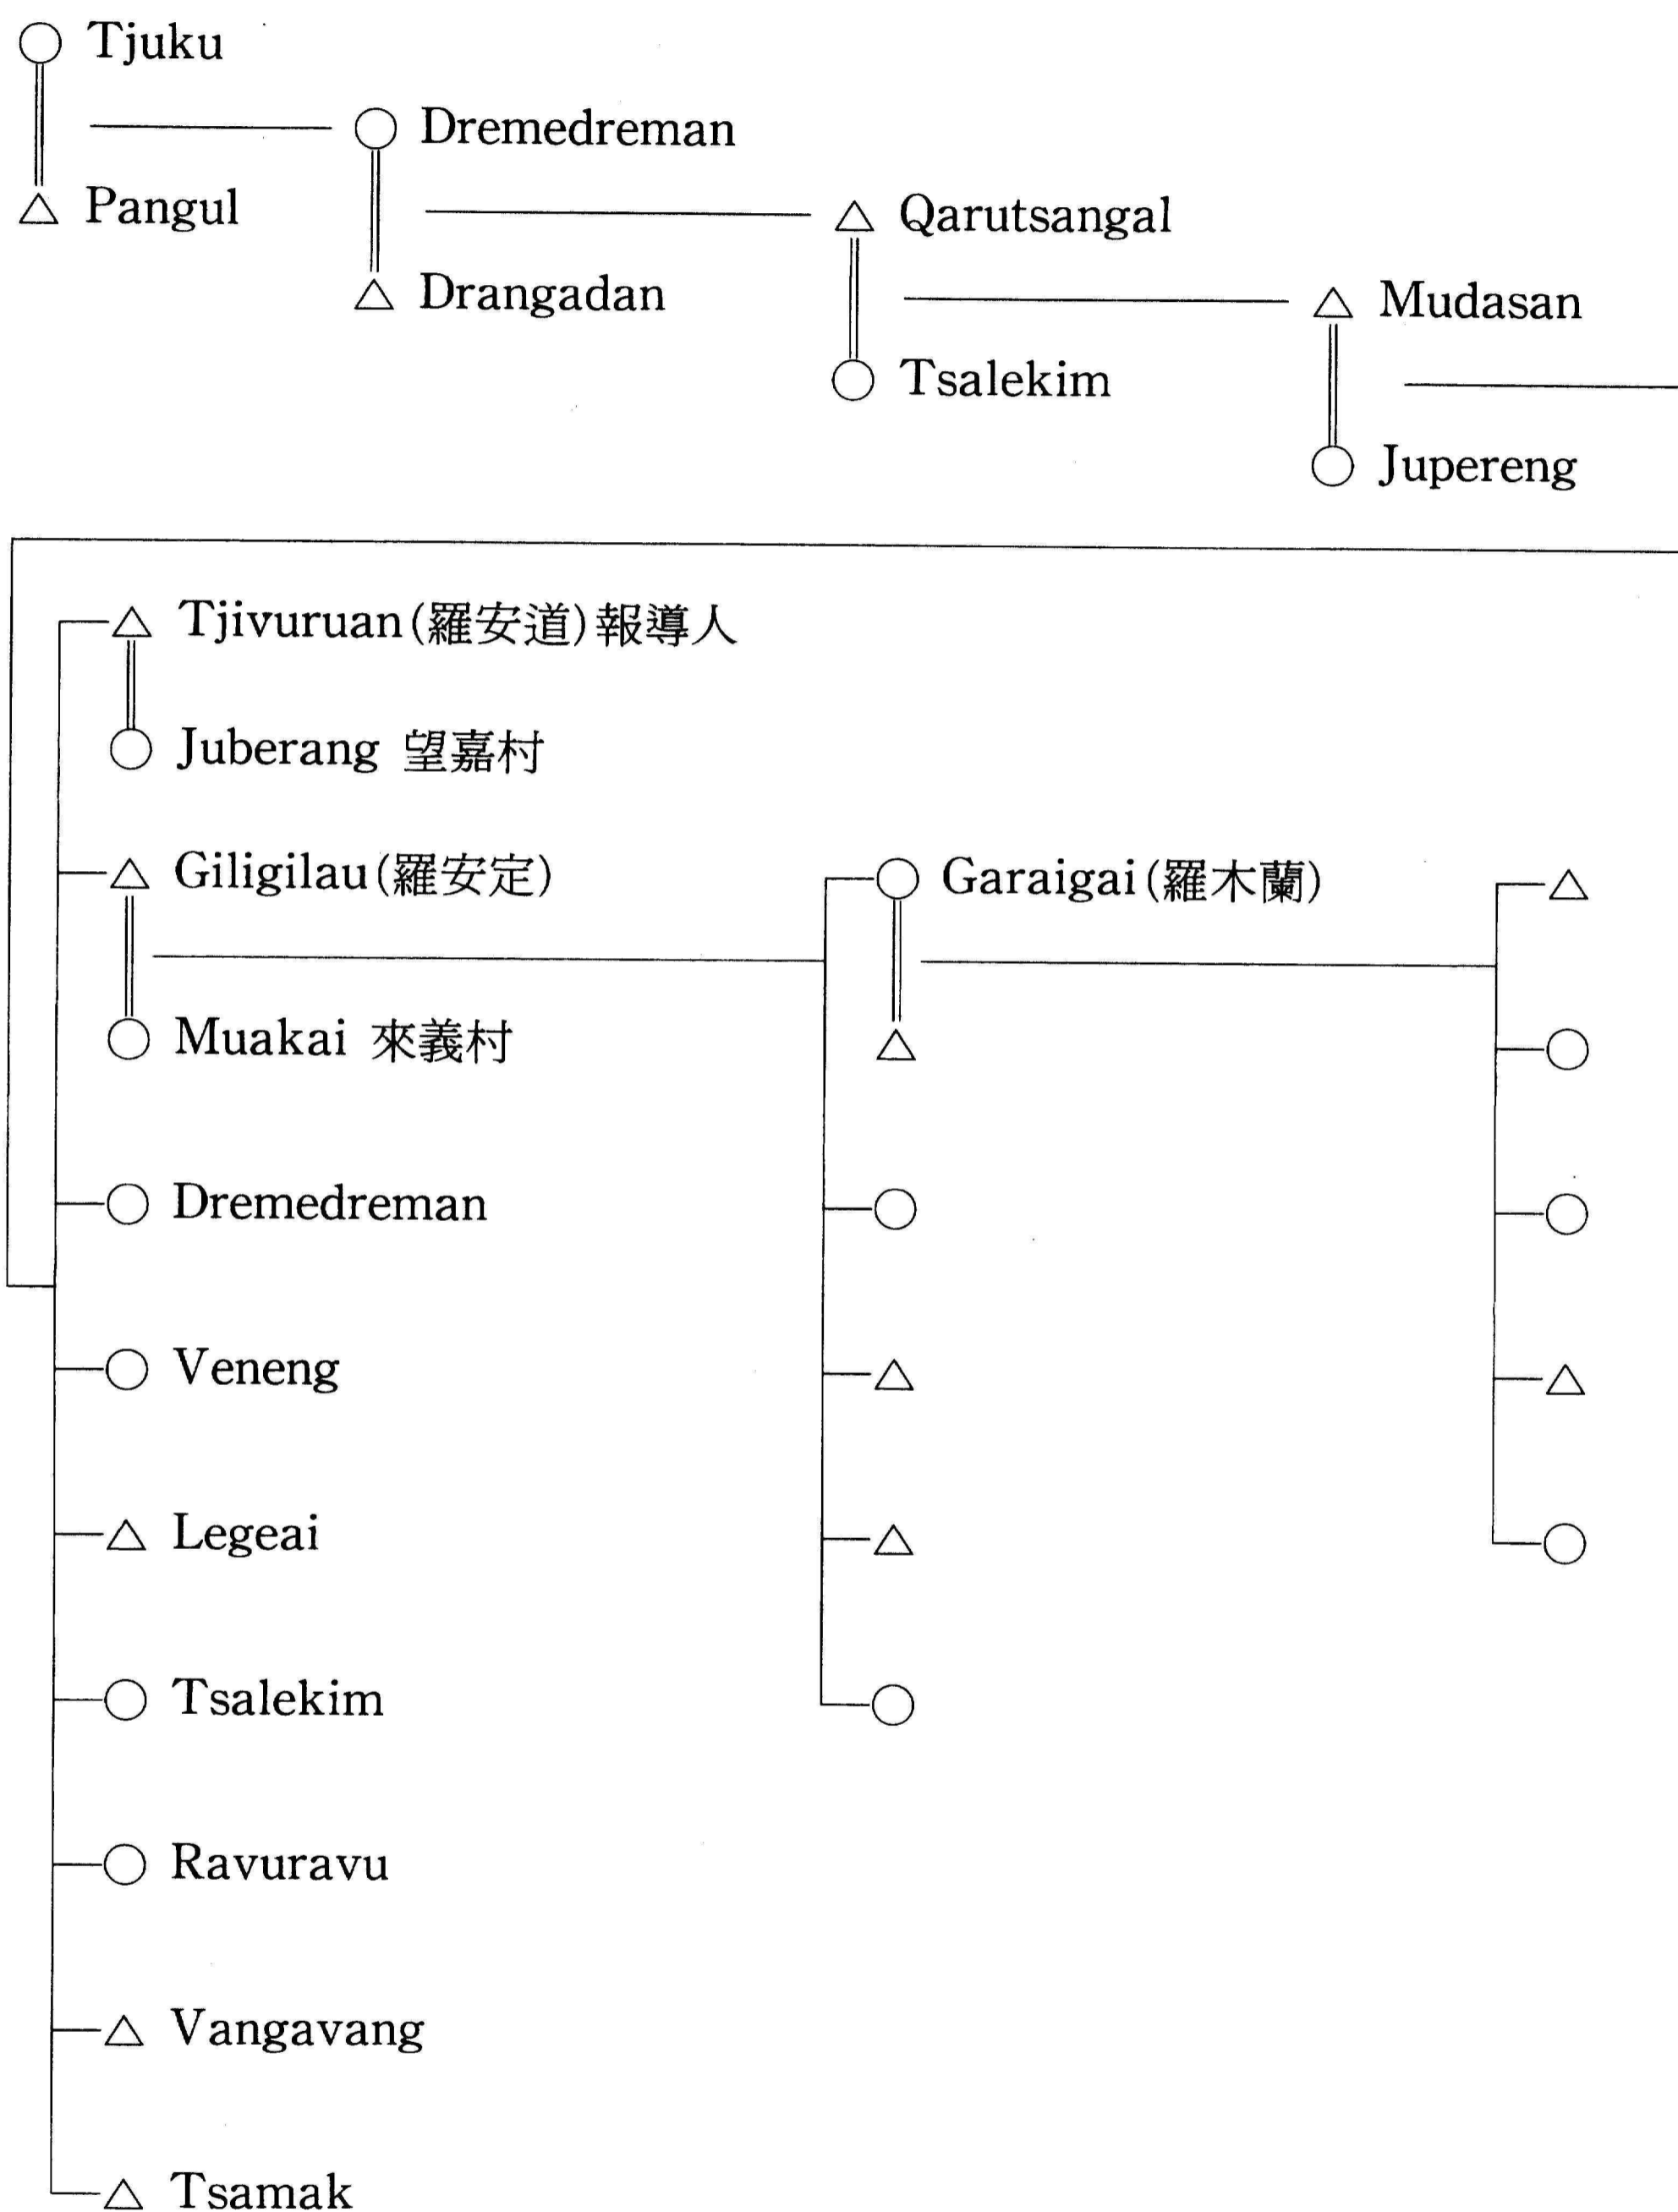 Tjuku
Dremedreman
Pangul
Qarutsangal
Drangadan
Mudasan
Tsalekim
Jupereng
Tjivuruan(羅安道)報導人
Juberang 望嘉村
Giligilau(羅安定)
Garaigai(羅木蘭)
Muakai 來義村
Dremedreman
Veneng
Legeai
Tsalekim
Ravuravu
Vangavang
Tsamak